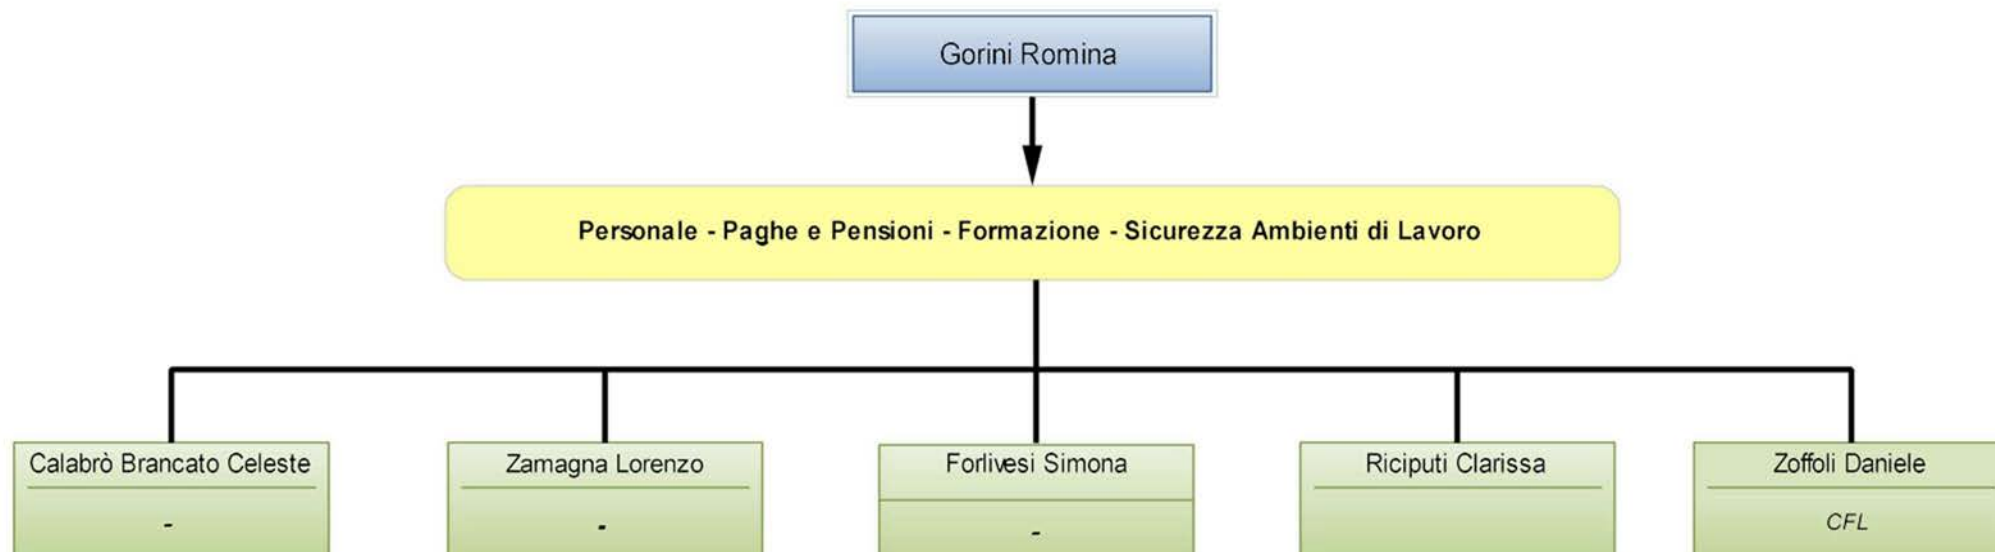 Gorini Romina
Personale - Paghe e Pensioni - Formazione - Sicurezza Ambienti di Lavoro
Calabrò Brancato Celeste
-
Zamagna Lorenzo
-
Forlivesi Simona
-
Riciputi Clarissa
Zoffoli Daniele
CFL